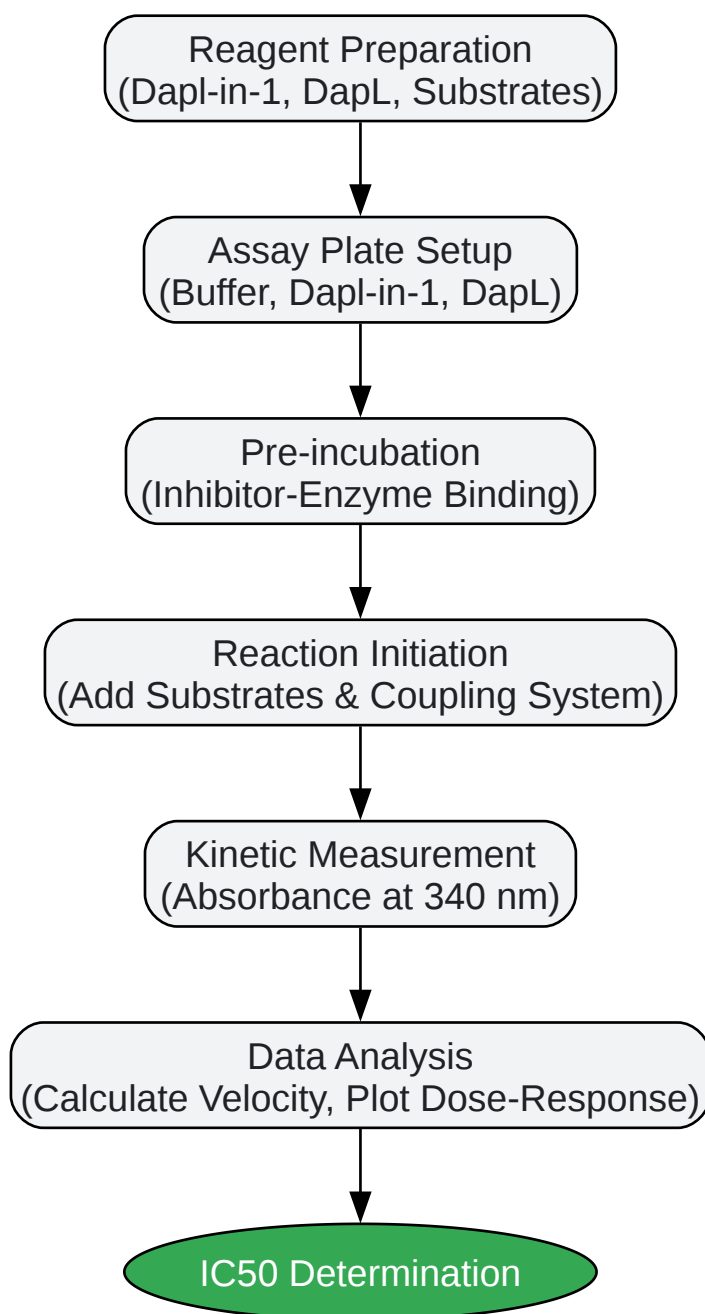 Reagent Preparation
(Dapl-in-1, DapL, Substrates)
Assay Plate Setup
(Buffer, Dapl-in-1, DapL)
Pre-incubation
(Inhibitor-Enzyme Binding)
Reaction Initiation
(Add Substrates & Coupling System)
Kinetic Measurement
(Absorbance at 340 nm)
Data Analysis
(Calculate Velocity, Plot Dose-Response)
IC50 Determination